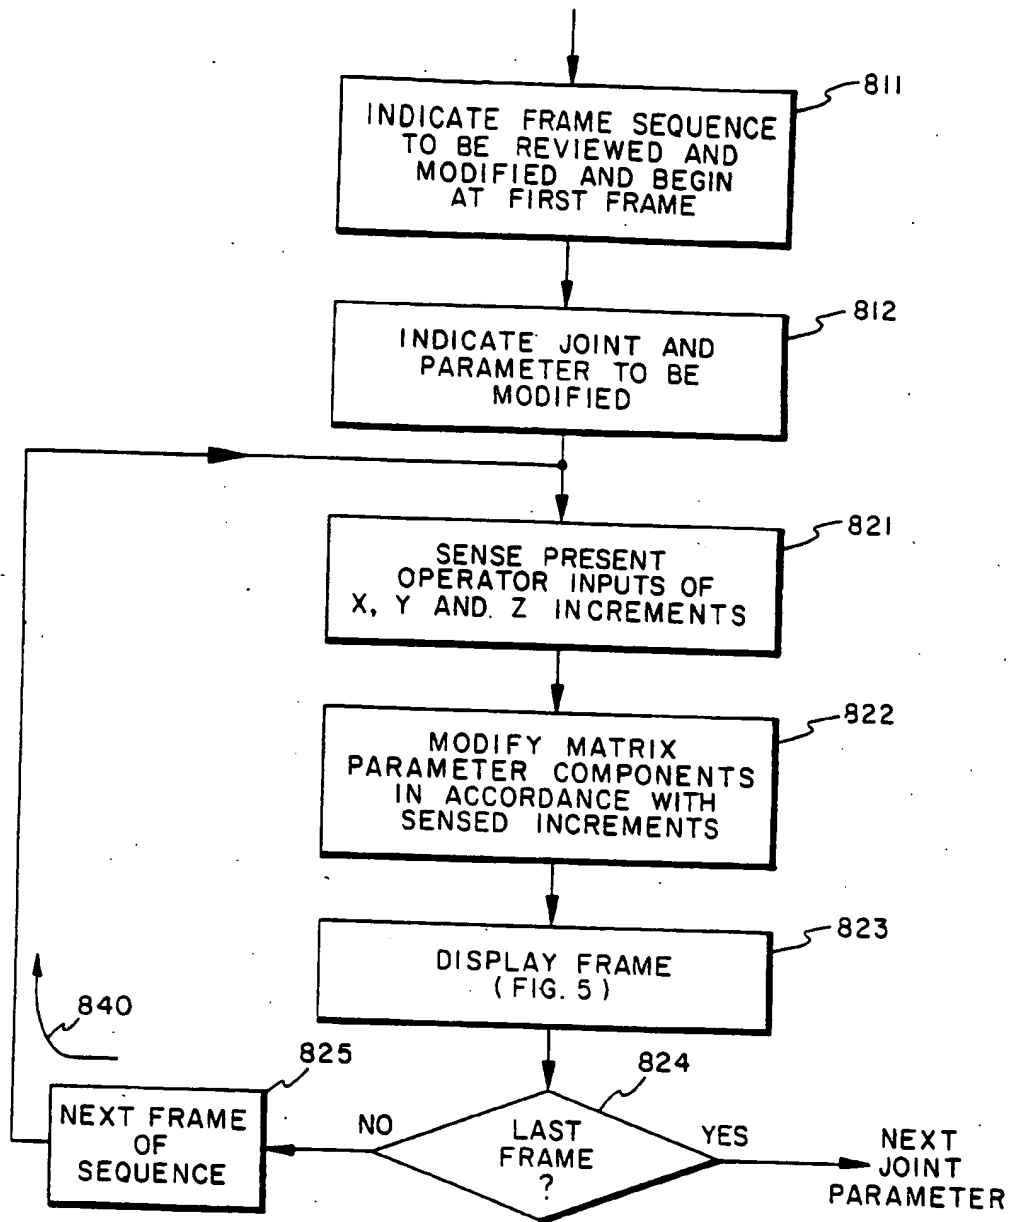 811
INDICATE FRAME SEQUENCE
TO BE REVIEWED AND
MODIFIED AND BEGIN
AT FIRST FRAME
812
INDICATE JOINT AND
PARAMETER TO BE
MODIFIED
821
SENSE PRESENT
OPERATOR INPUTS OF
X, Y AND. Z INCREMENTS
822
MODIFY MATRIX
PARAMETER COMPONENTS
IN ACCORDANCE WITH
SENSED INCREMENTS
823
DISPLAY FRAME
(FIG. 5)
840
825
824
NEXT FRAME
OF
SEQUENCE
NO
LAST
FRAME
?
YES
NEXT
JOINT
PARAMETER